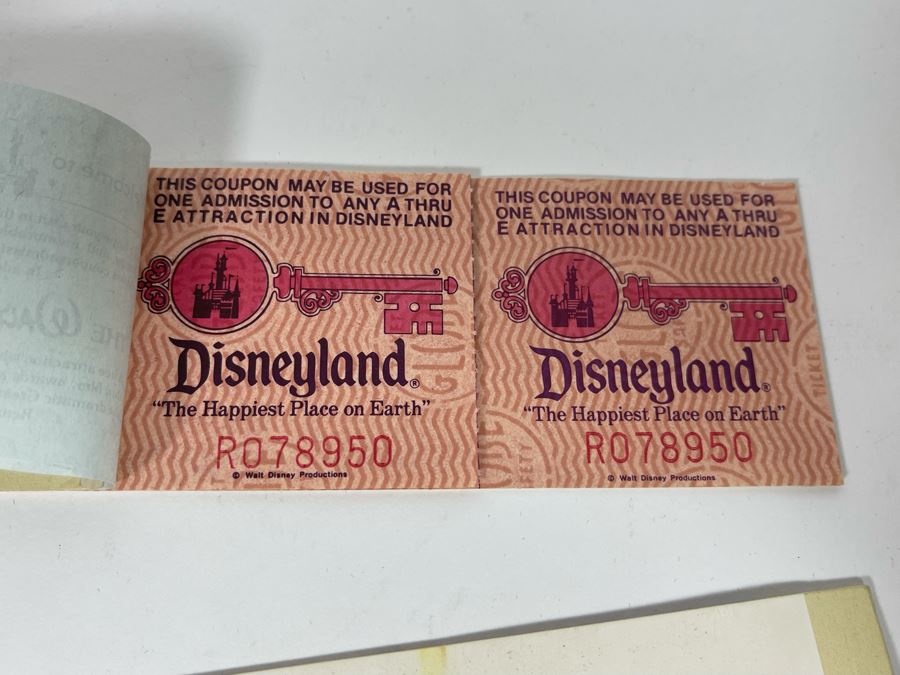 THIS COUPON MAY BE USED FOR
ONE ADMISSION TO ANY A THRU
E ATTRACTION IN DISNEYLAND
Disneyland®
"The Happiest Place on Earth"
R078950
© Walt Disney Productions
THIS COUPON MAY BE USED FOR
ONE ADMISSION TO ANY A THRU
E ATTRACTION IN DISNEYLAND
Disneyland®
"The Happiest Place on Earth"
R078950
© Walt Disney Productions